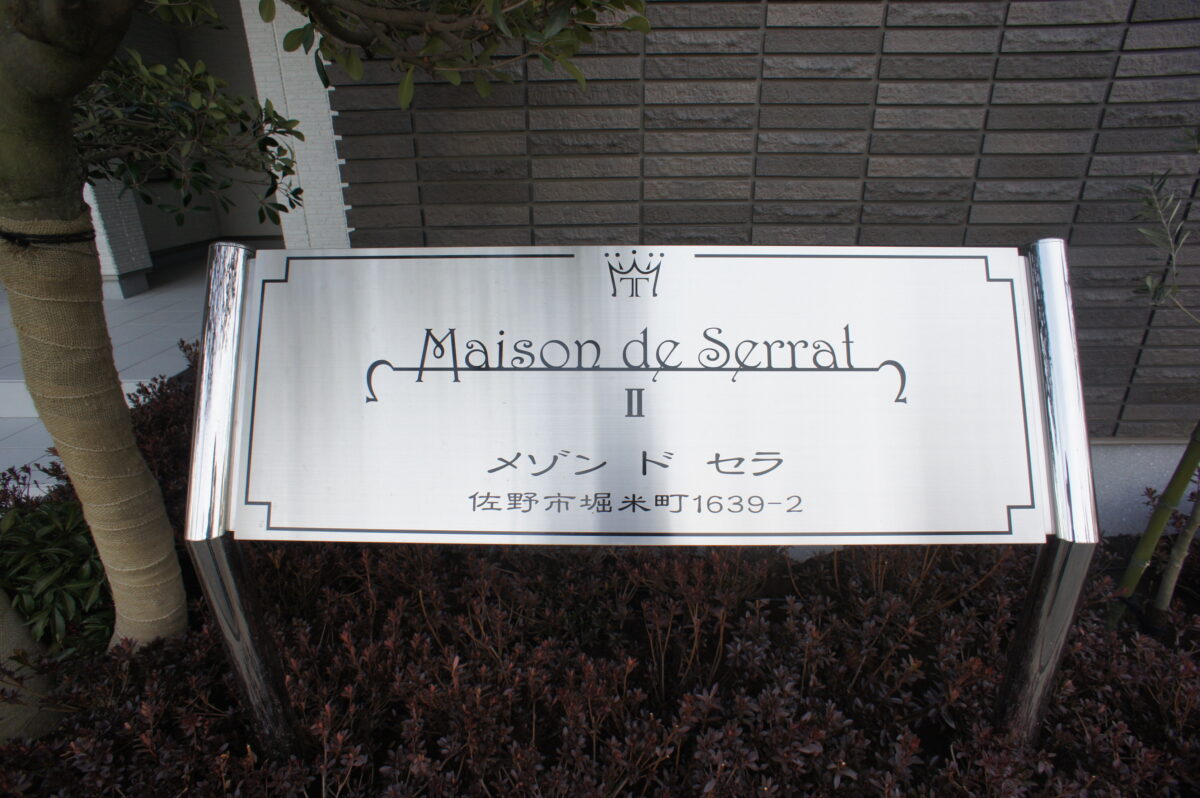 T
Maison de Serrat
II
メゾン ド セラ
佐野市堀米町1639-2